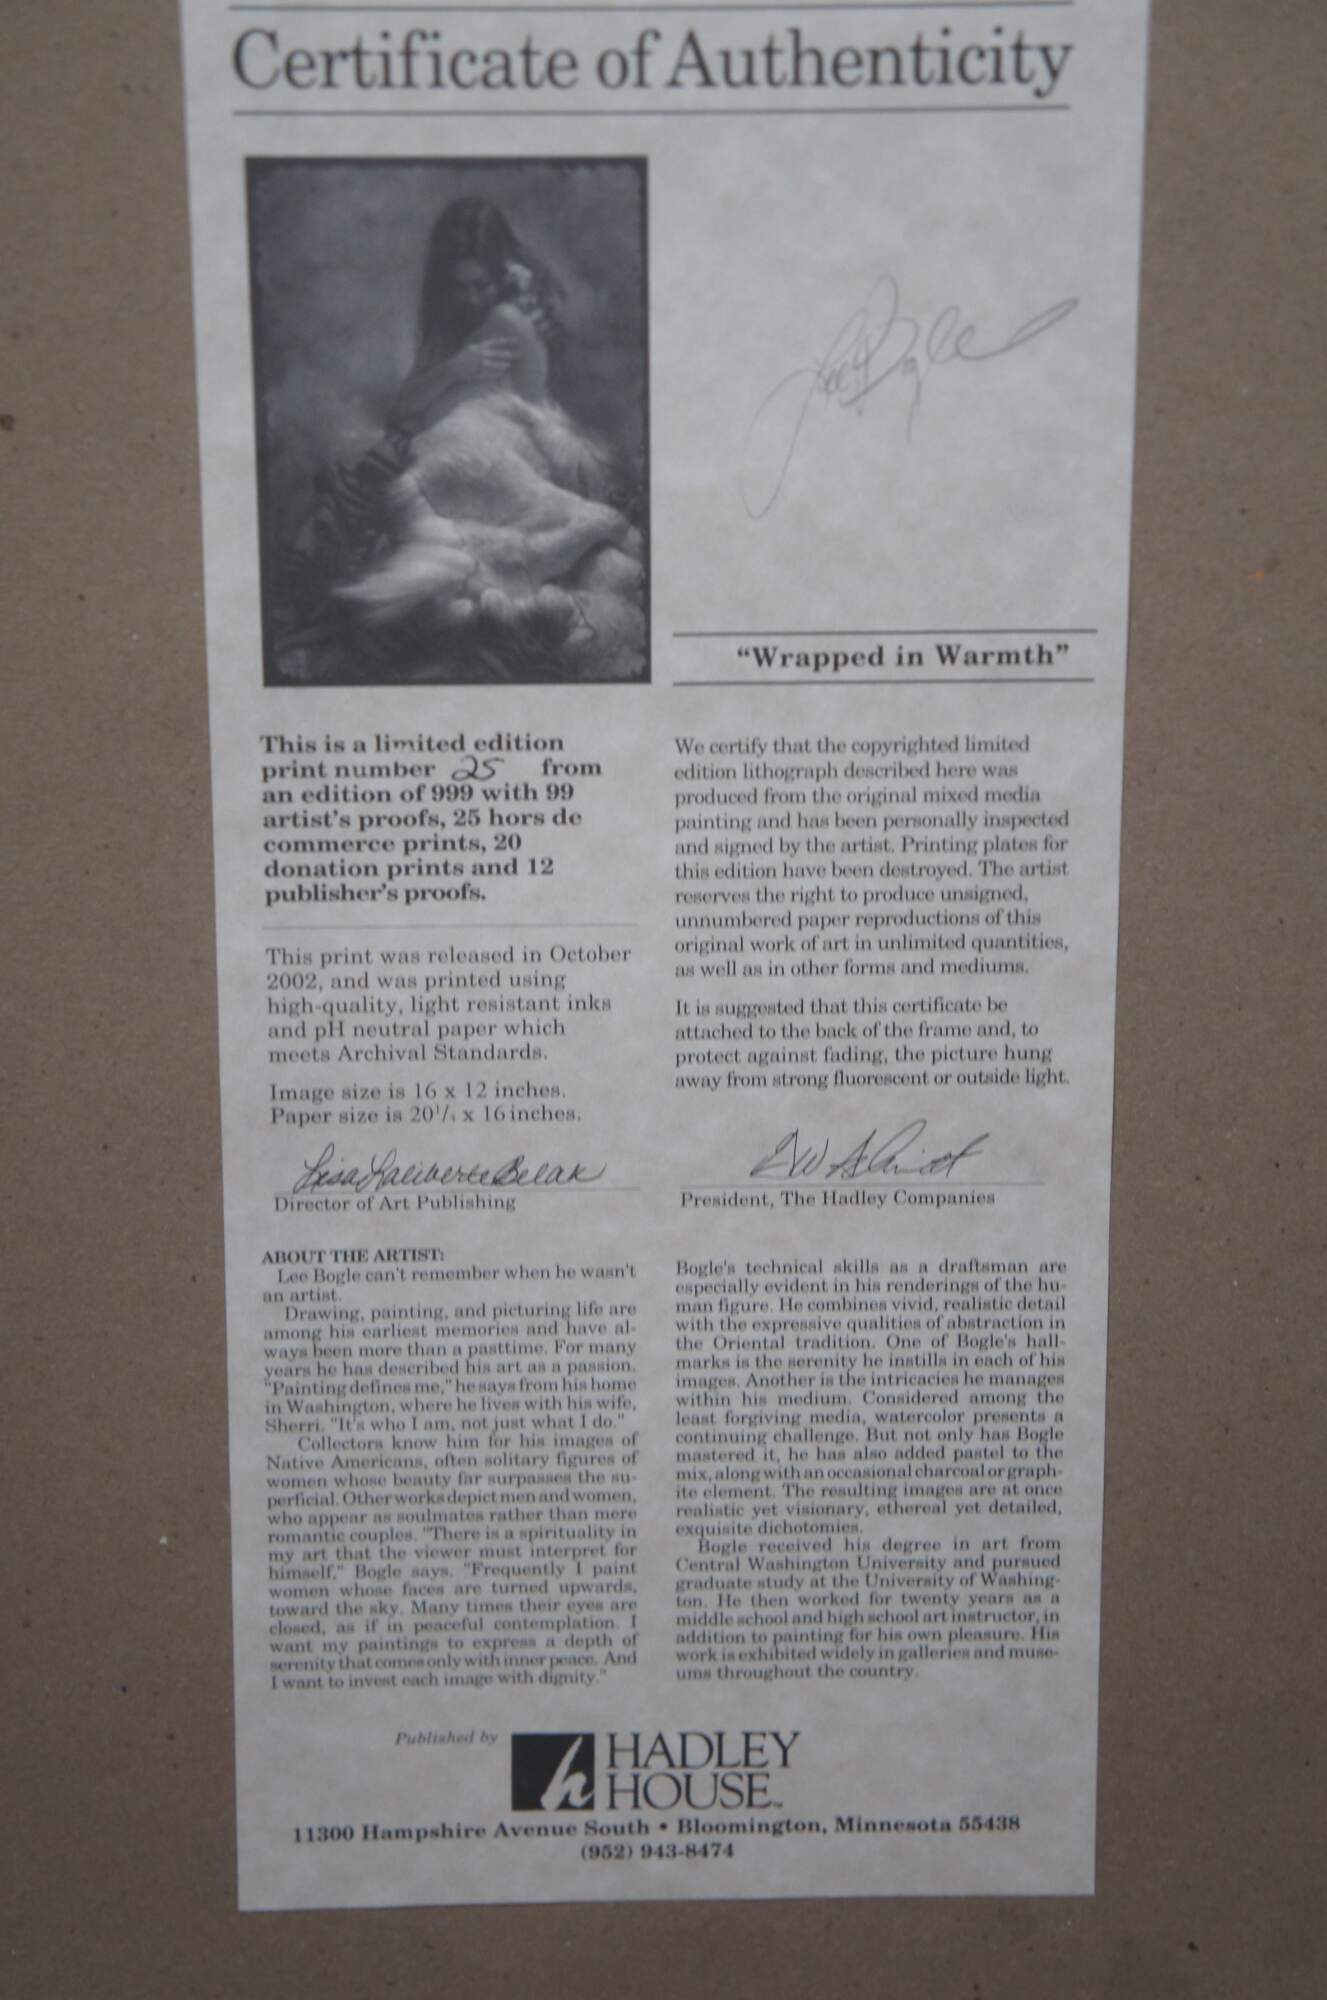 Certificate of Authenticity
Lee Bogle
"Wrapped in Warmth"
This is a limited edition
print number 25 from
an edition of 999 with 99
artist's proofs, 25 hors de
commerce prints, 20
donation prints and 12
publisher's proofs.
This print was released in October
2002, and was printed using
high-quality, light resistant inks
and pH neutral paper which
meets Archival Standards.
Image size is 16 x 12 inches.
Paper size is 20 1/4 x 16 inches.
Lisa Laliberte Belak
Director of Art Publishing
We certify that the copyrighted limited
edition lithograph described here was
produced from the original mixed media
painting and has been personally inspected
and signed by the artist. Printing plates for
this edition have been destroyed. The artist
reserves the right to produce unsigned,
unnumbered paper reproductions of this
original work of art in unlimited quantities,
as well as in other forms and mediums.
It is suggested that this certificate be
attached to the back of the frame and, to
protect against fading, the picture hung
away from strong fluorescent or outside light.
President, The Hadley Companies
ABOUT THE ARTIST:
Lee Bogle can't remember when he wasn't
an artist.
Drawing, painting, and picturing life are
among his earliest memories and have al-
ways been more than a pasttime. For many
years he has described his art as a passion.
"Painting defines me," he says from his home
in Washington, where he lives with his wife,
Sherri. "It's who I am, not just what I do."
Collectors know him for his images of
Native Americans, often solitary figures of
women whose beauty far surpasses the su-
perficial. Other works depict men and women,
who appear as soulmates rather than mere
romantic couples. "There is a spirituality in
my art that the viewer must interpret for
himself," Bogle says. "Frequently I paint
women whose faces are turned upwards,
toward the sky. Many times their eyes are
closed, as if in peaceful contemplation. I
want my paintings to express a depth of
serenity that comes only with inner peace. And
I want to invest each image with dignity."
Bogle's technical skills as a draftsman are
especially evident in his renderings of the hu-
man figure. He combines vivid, realistic detail
with the expressive qualities of abstraction in
the Oriental tradition. One of Bogle's hall-
marks is the serenity he instills in each of his
images. Another is the intricacies he manages
within his medium. Considered among the
least forgiving media, watercolor presents a
continuing challenge. But not only has Bogle
mastered it, he has also added pastel to the
mix, along with an occasional charcoal or graph-
ite element. The resulting images are at once
realistic yet visionary, ethereal yet detailed,
exquisite dichotomies.
Bogle received his degree in art from
Central Washington University and pursued
graduate study at the University of Washing-
ton. He then worked for twenty years as a
middle school and high school art instructor, in
addition to painting for his own pleasure. His
work is exhibited widely in galleries and muse-
ums throughout the country.
Published by
h HADLEY
HOUSE™
11300 Hampshire Avenue South • Bloomington, Minnesota 55438
(952) 943-8474